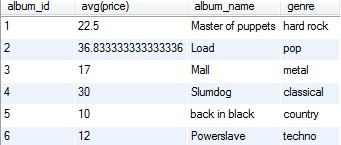 album_id avg(price) album_name genre
1 22.5 Master of puppets hard rock
2 36.833333333333336 Load pop
3 17 Mall metal
4 30 Slumdog classical
5 10 back in black country
6 12 Powerslave techno